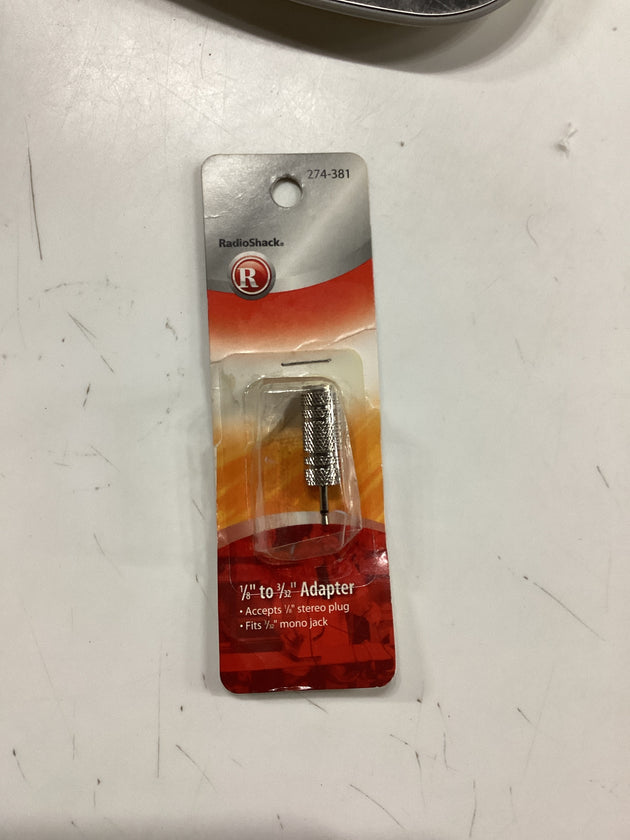 274-381
RadioShack®
R
⅛" to 3/32" Adapter
• Accepts ⅛" stereo plug
• Fits 3/32" mono jack